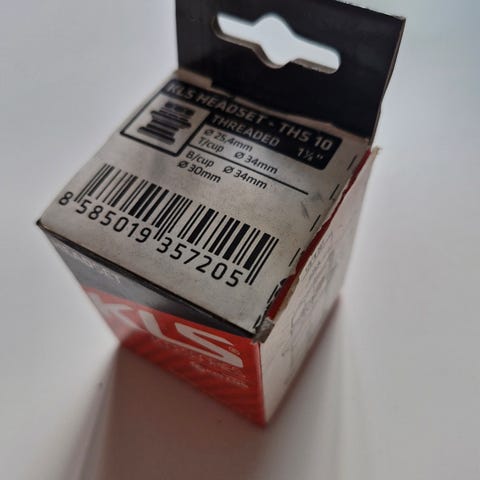 KLS HEADSET - THS 10
THREADED 1⅛"
Ø 25,4mm
T/cup Ø 34mm
B/cup Ø 34mm
Ø 30mm
8 585019 357205
KLS®